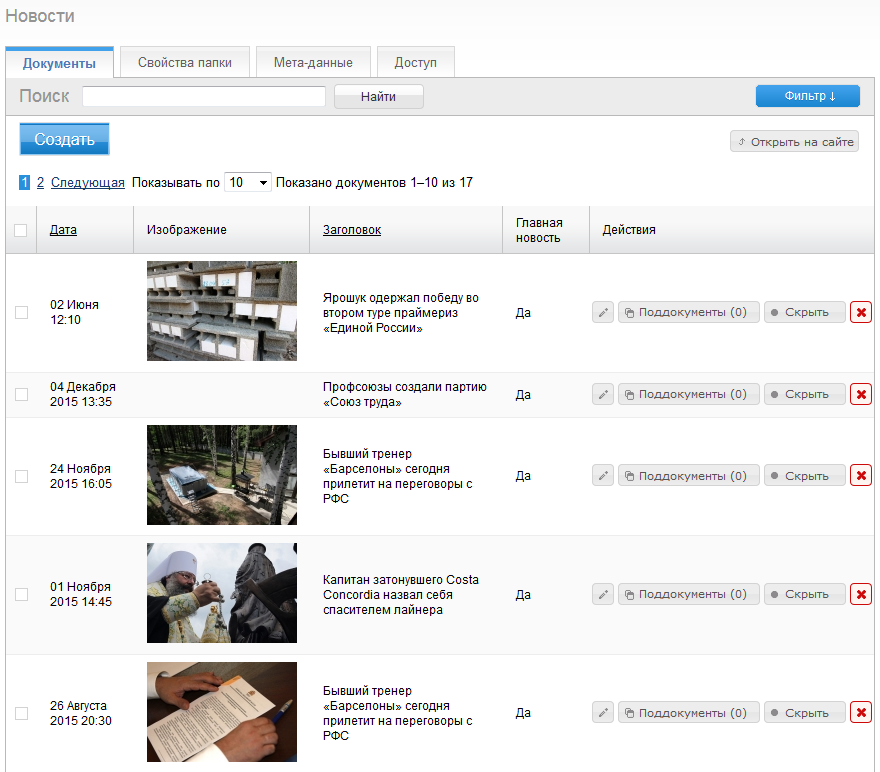 Новости
Документы Свойства папки Мета-данные Доступ
Поиск Найти Фильтр ↓
Создать Открыть на сайте
1 2 Следующая Показывать по 10 Показано документов 1–10 из 17
Дата Изображение Заголовок Главная новость Действия
02 Июня
12:10
Ярошук одержал победу во
втором туре праймериз
«Единой России»
Да
Поддокументы (0) Скрыть
04 Декабря
2015 13:35
Профсоюзы создали партию
«Союз труда»
Да
Поддокументы (0) Скрыть
24 Ноября
2015 16:05
Бывший тренер
«Барселоны» сегодня
прилетит на переговоры с
РФС
Да
Поддокументы (0) Скрыть
01 Ноября
2015 14:45
Капитан затонувшего Costa
Concordia назвал себя
спасителем лайнера
Да
Поддокументы (0) Скрыть
26 Августа
2015 20:30
Бывший тренер
«Барселоны» сегодня
прилетит на переговоры с
РФС
Да
Поддокументы (0) Скрыть